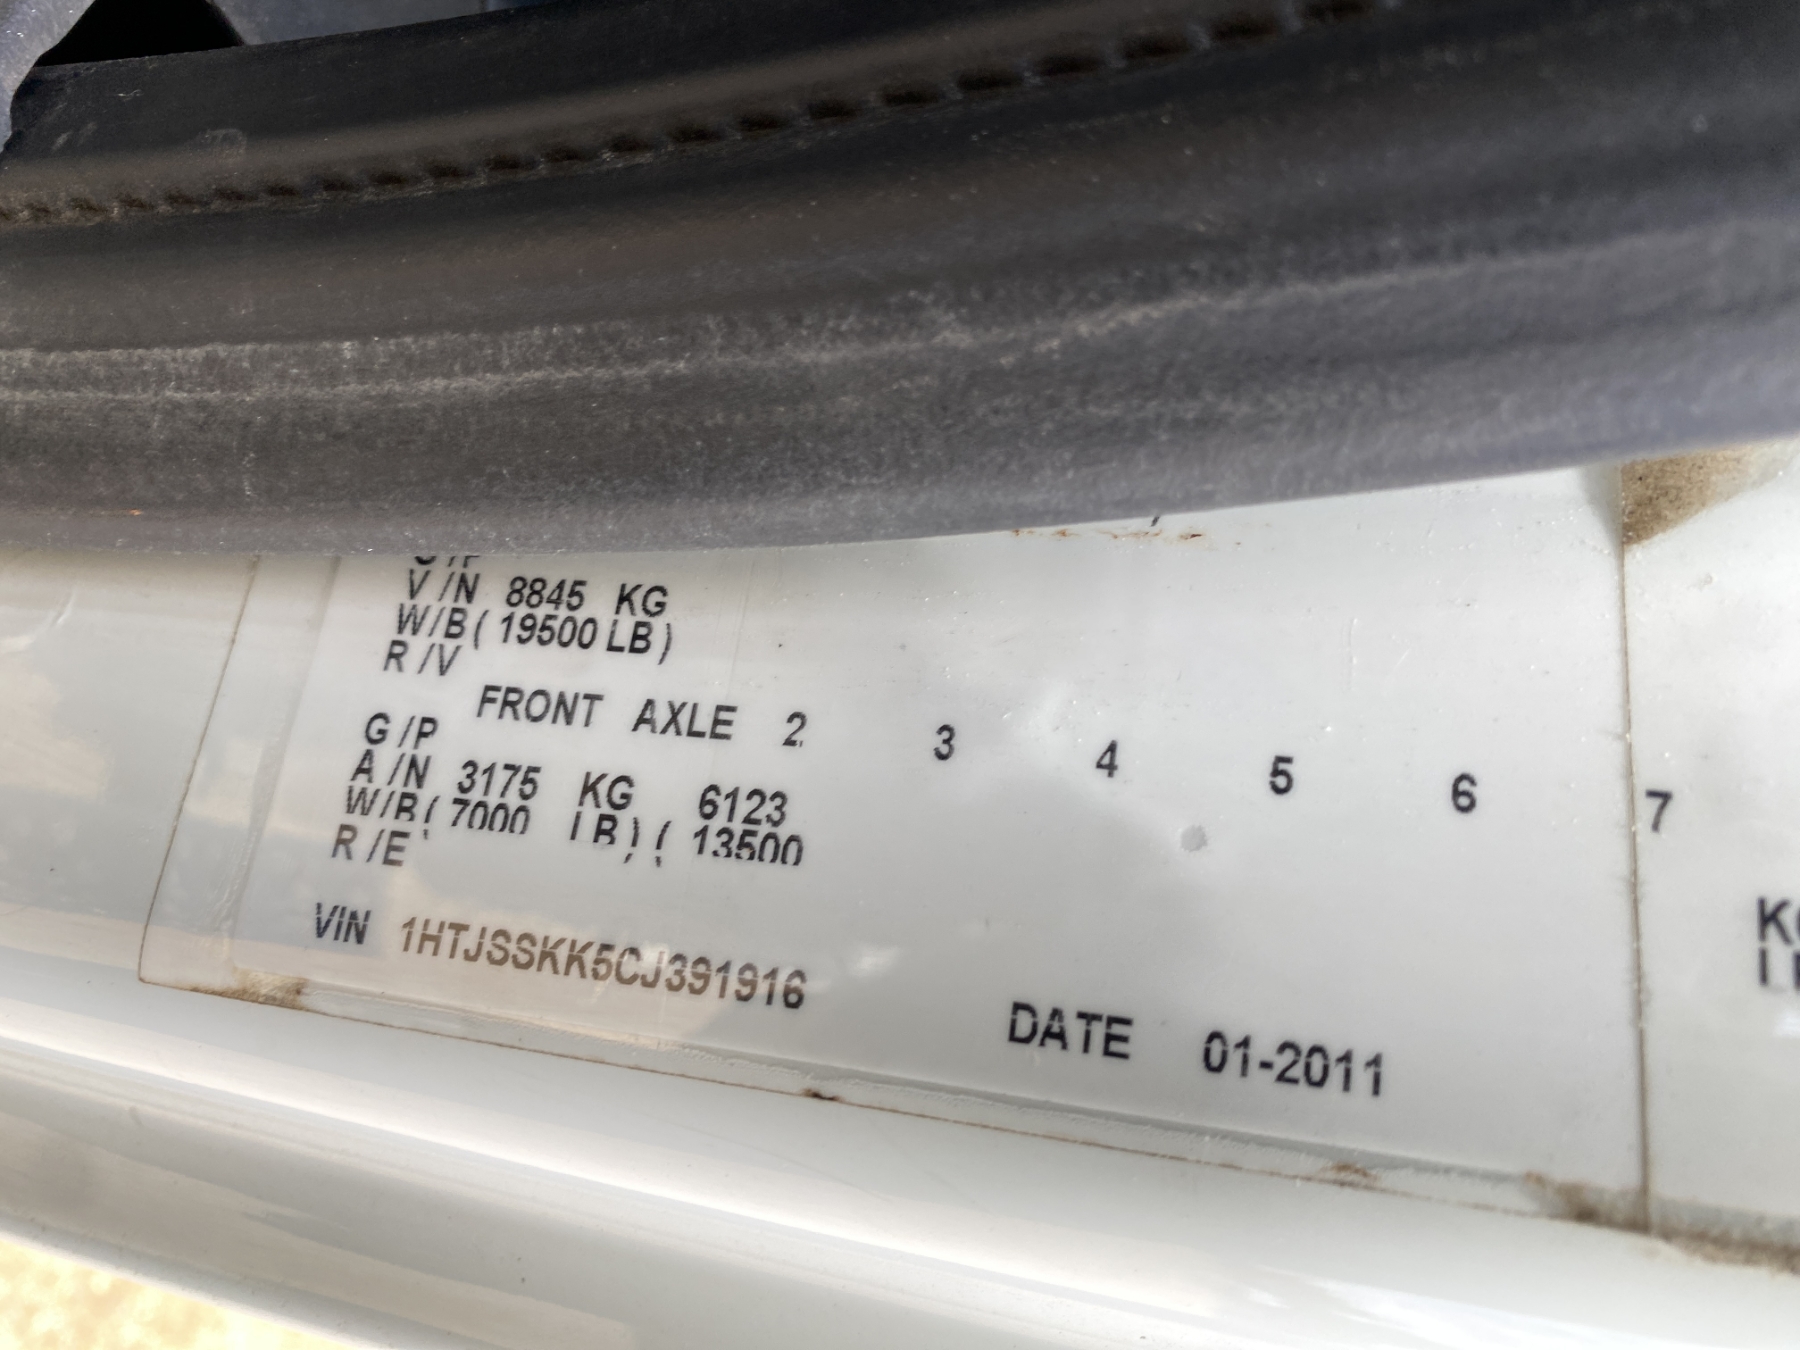 G/P
V/N 8845 KG
W/B( 19500 LB)
R/V
FRONT AXLE 2 3 4 5 6 7
G/P
A/N 3175 KG 6123
W/B( 7000 LB) ( 13500
R/E
VIN 1HTJSSKK5CJ391916
DATE 01-2011